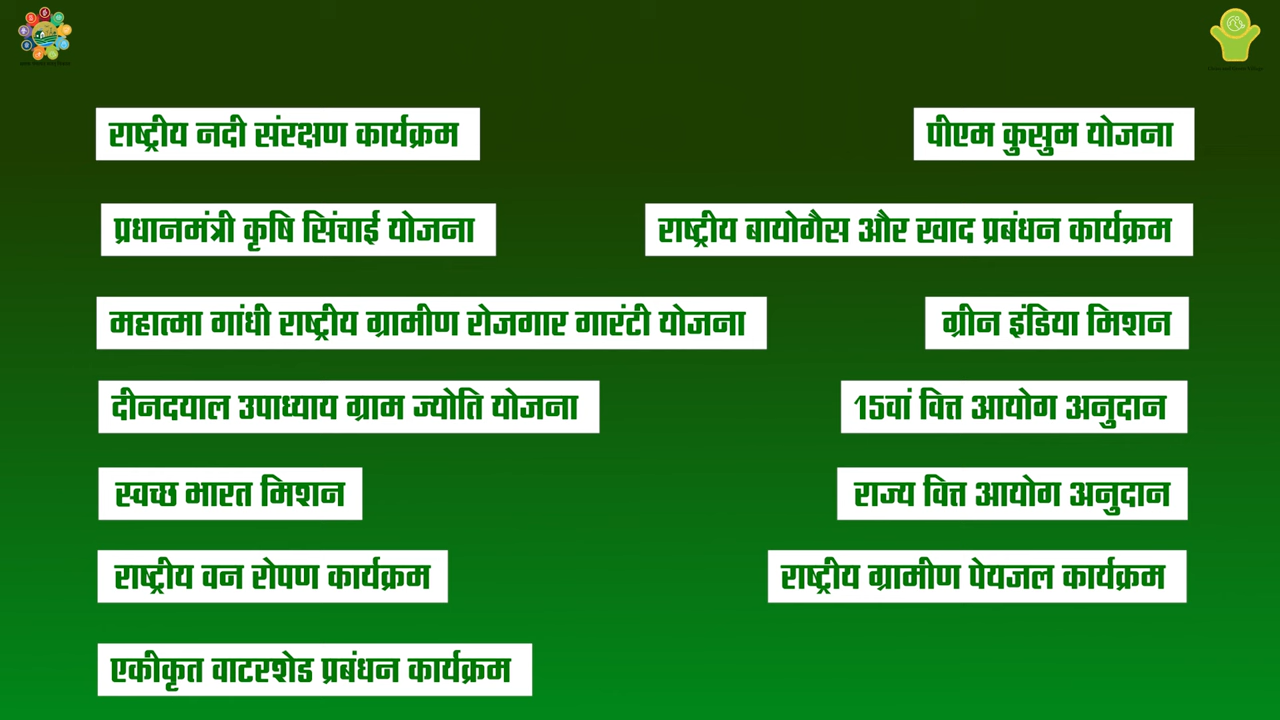 राष्ट्रीय नदी संरक्षण कार्यक्रम
पीएम कुसुम योजना
प्रधानमंत्री कृषि सिंचाई योजना
राष्ट्रीय बायोगैस और खाद प्रबंधन कार्यक्रम
महात्मा गांधी राष्ट्रीय ग्रामीण रोजगार गारंटी योजना
ग्रीन इंडिया मिशन
दीनदयाल उपाध्याय ग्राम ज्योति योजना
15वां वित्त आयोग अनुदान
स्वच्छ भारत मिशन
राज्य वित्त आयोग अनुदान
राष्ट्रीय वन रोपण कार्यक्रम
राष्ट्रीय ग्रामीण पेयजल कार्यक्रम
एकीकृत वाटरशेड प्रबंधन कार्यक्रम